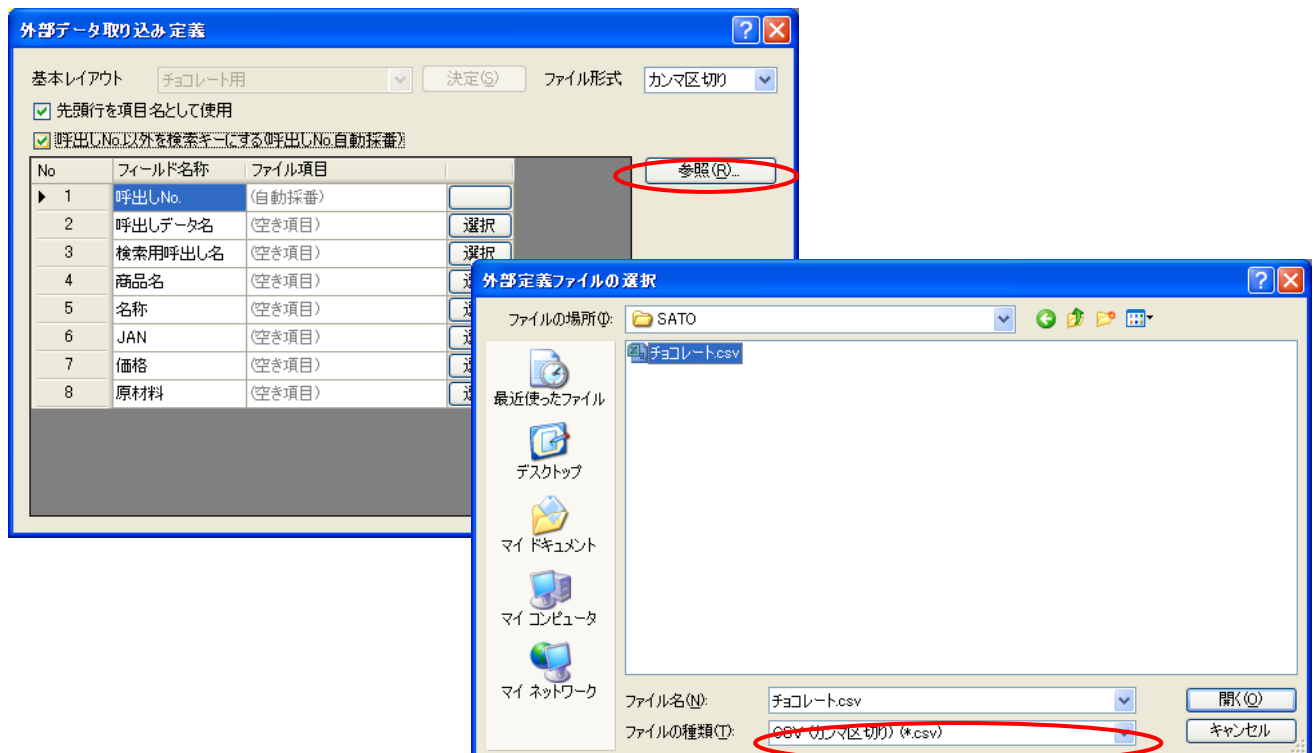 外部データ取り込み定義
基本レイアウト チョコレート用 決定(S) ファイル形式 カンマ区切り
先頭行を項目名として使用
呼出しNo.以外を検索キーにする(呼出しNo.自動採番)
No フィールド名称 ファイル項目
参照(R)...
1 呼出しNo. (自動採番)
2 呼出しデータ名 (空き項目) 選択
3 検索用呼出し名 (空き項目) 選択
4 商品名 (空き項目)
5 名称 (空き項目)
6 JAN (空き項目)
7 価格 (空き項目)
8 原材料 (空き項目)
外部定義ファイルの選択
ファイルの場所(I): SATO
チョコレート.csv
最近使ったファイル
デスクトップ
マイ ドキュメント
マイ コンピュータ
マイ ネットワーク
ファイル名(N): チョコレート.csv 開く(O)
ファイルの種類(T): CSV (カンマ区切り) (*.csv) キャンセル